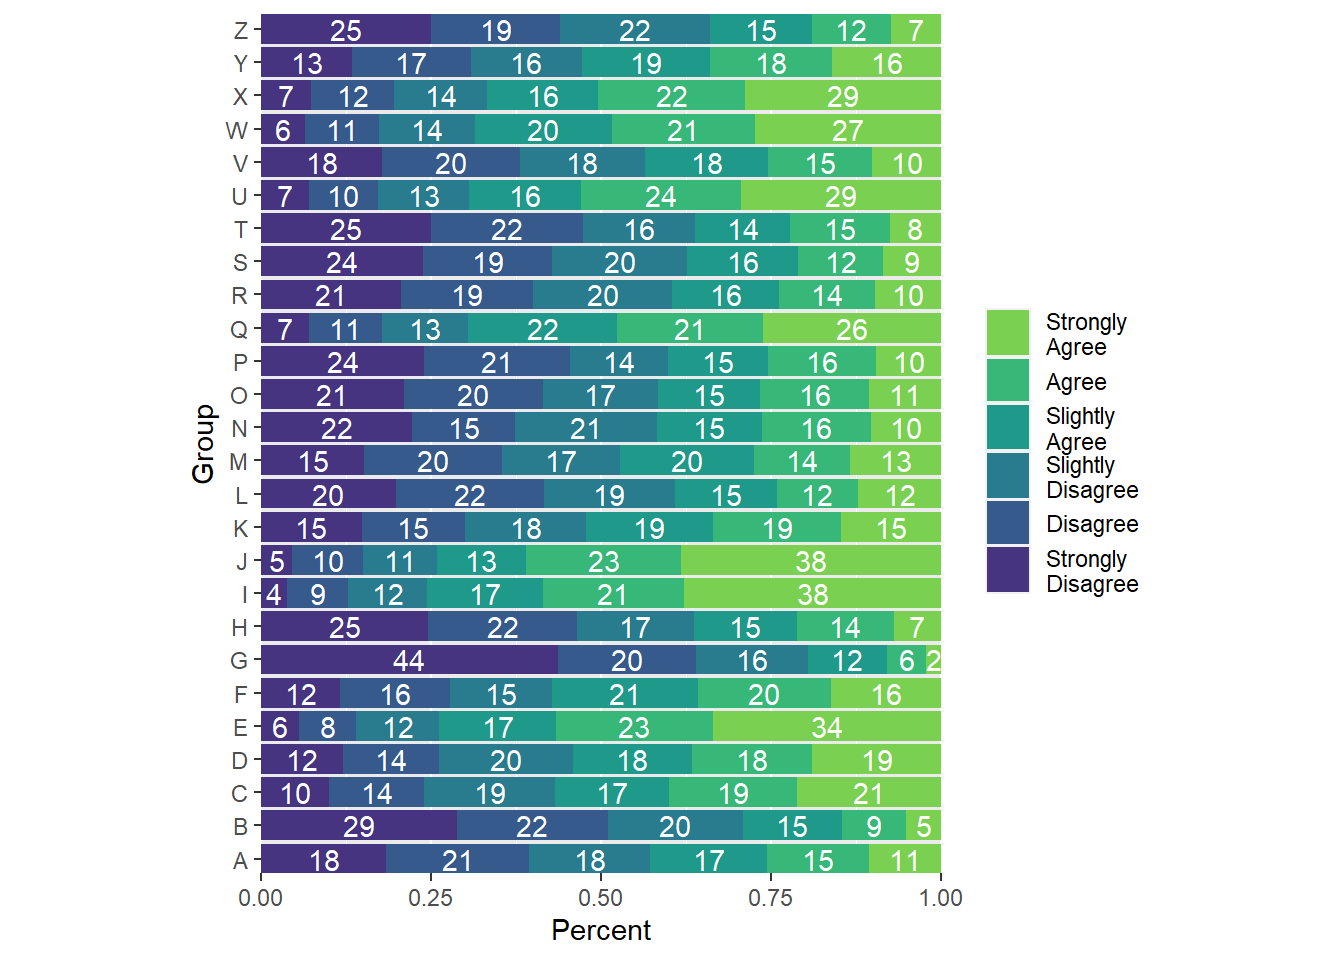 Z 25 19 22 15 12 7
Y 13 17 16 19 18 16
X 7 12 14 16 22 29
W 6 11 14 20 21 27
V 18 20 18 18 15 10
U 7 10 13 16 24 29
T 25 22 16 14 15 8
S 24 19 20 16 12 9
R 21 19 20 16 14 10
Q 7 11 13 22 21 26
P 24 21 14 15 16 10
O 21 20 17 15 16 11
N 22 15 21 15 16 10
M 15 20 17 20 14 13
L 20 22 19 15 12 12
K 15 15 18 19 19 15
J 5 10 11 13 23 38
I 4 9 12 17 21 38
H 25 22 17 15 14 7
G 44 20 16 12 6 2
F 12 16 15 21 20 16
E 6 8 12 17 23 34
D 12 14 20 18 18 19
C 10 14 19 17 19 21
B 29 22 20 15 9 5
A 18 21 18 17 15 11
0.00 0.25 0.50 0.75 1.00
Percent
Group
Strongly
Agree
Agree
Slightly
Agree
Slightly
Disagree
Disagree
Strongly
Disagree